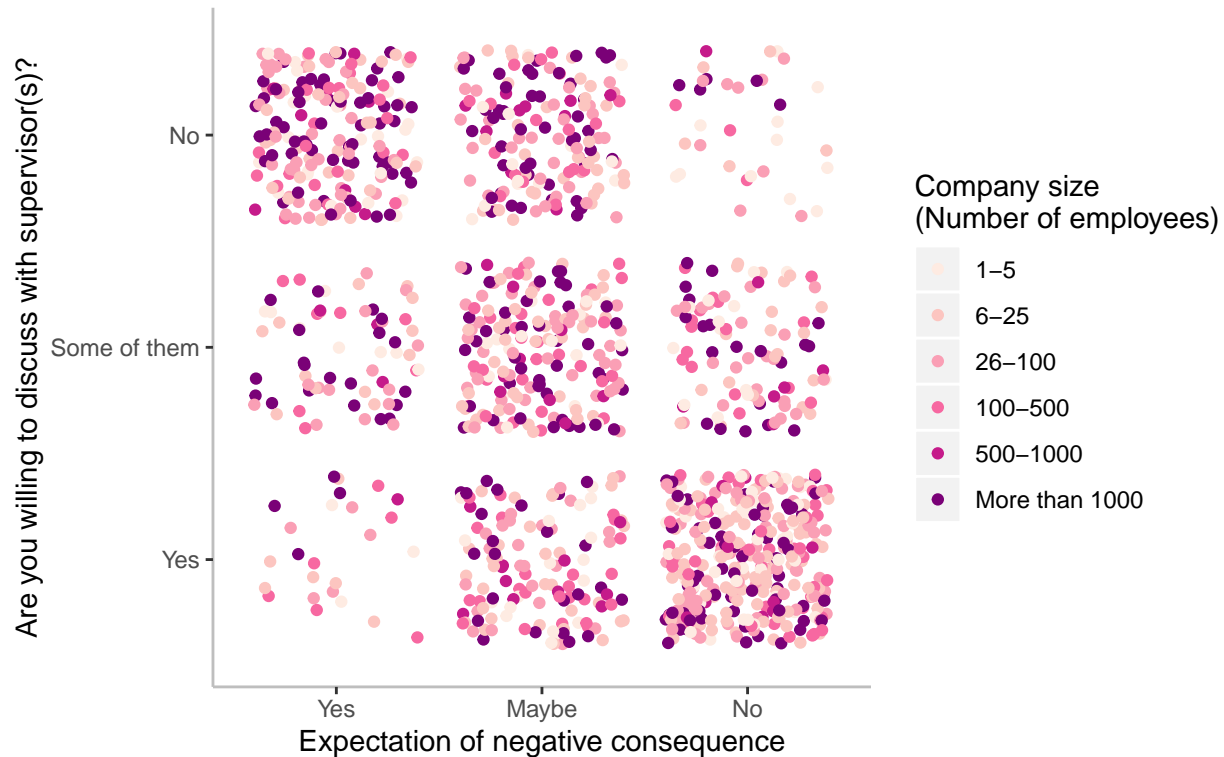 Are you willing to discuss with supervisor(s)?
No
Some of them
Yes
Yes
Maybe
No
Expectation of negative consequence
Company size
(Number of employees)
1–5
6–25
26–100
100–500
500–1000
More than 1000